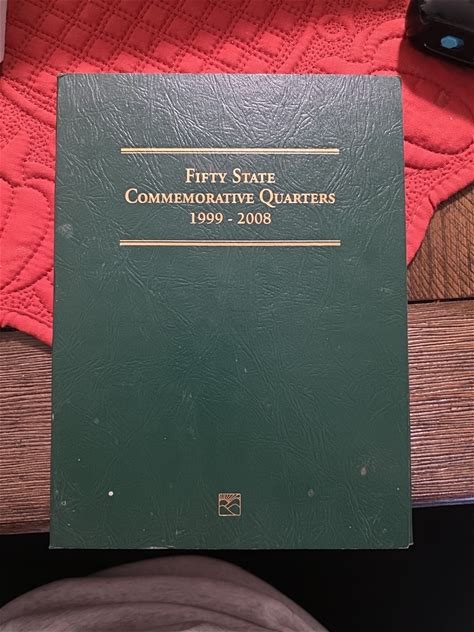 Fifty State
Commemorative Quarters
1999 - 2008